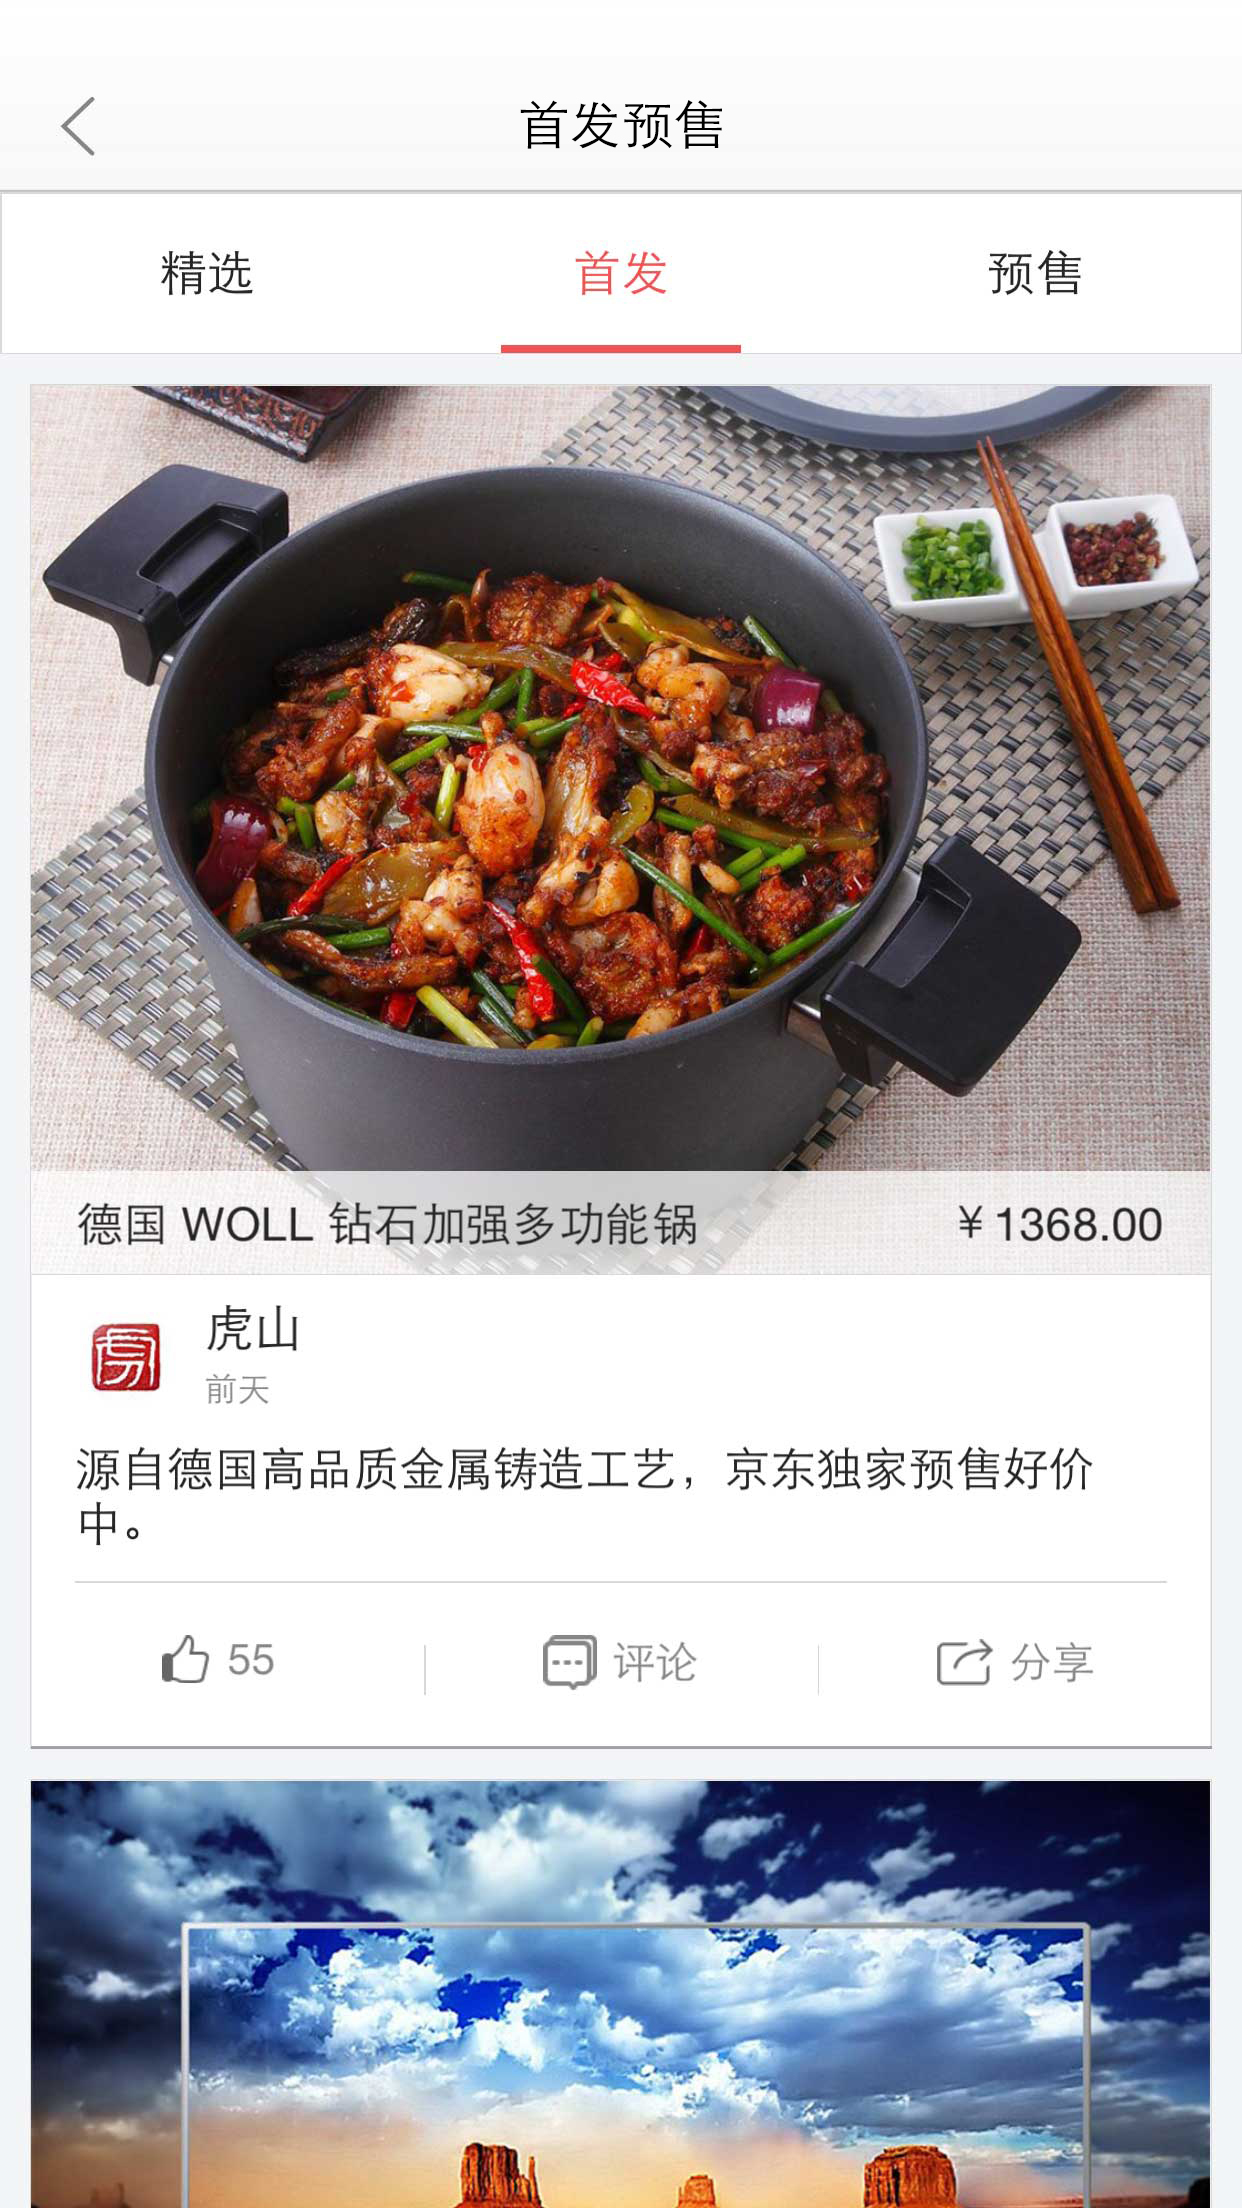 首发预售
精选 首发 预售
德国 WOLL 钻石加强多功能锅 ￥1368.00
虎山
前天
源自德国高品质金属铸造工艺，京东独家预售好价
中。
55 评论 分享